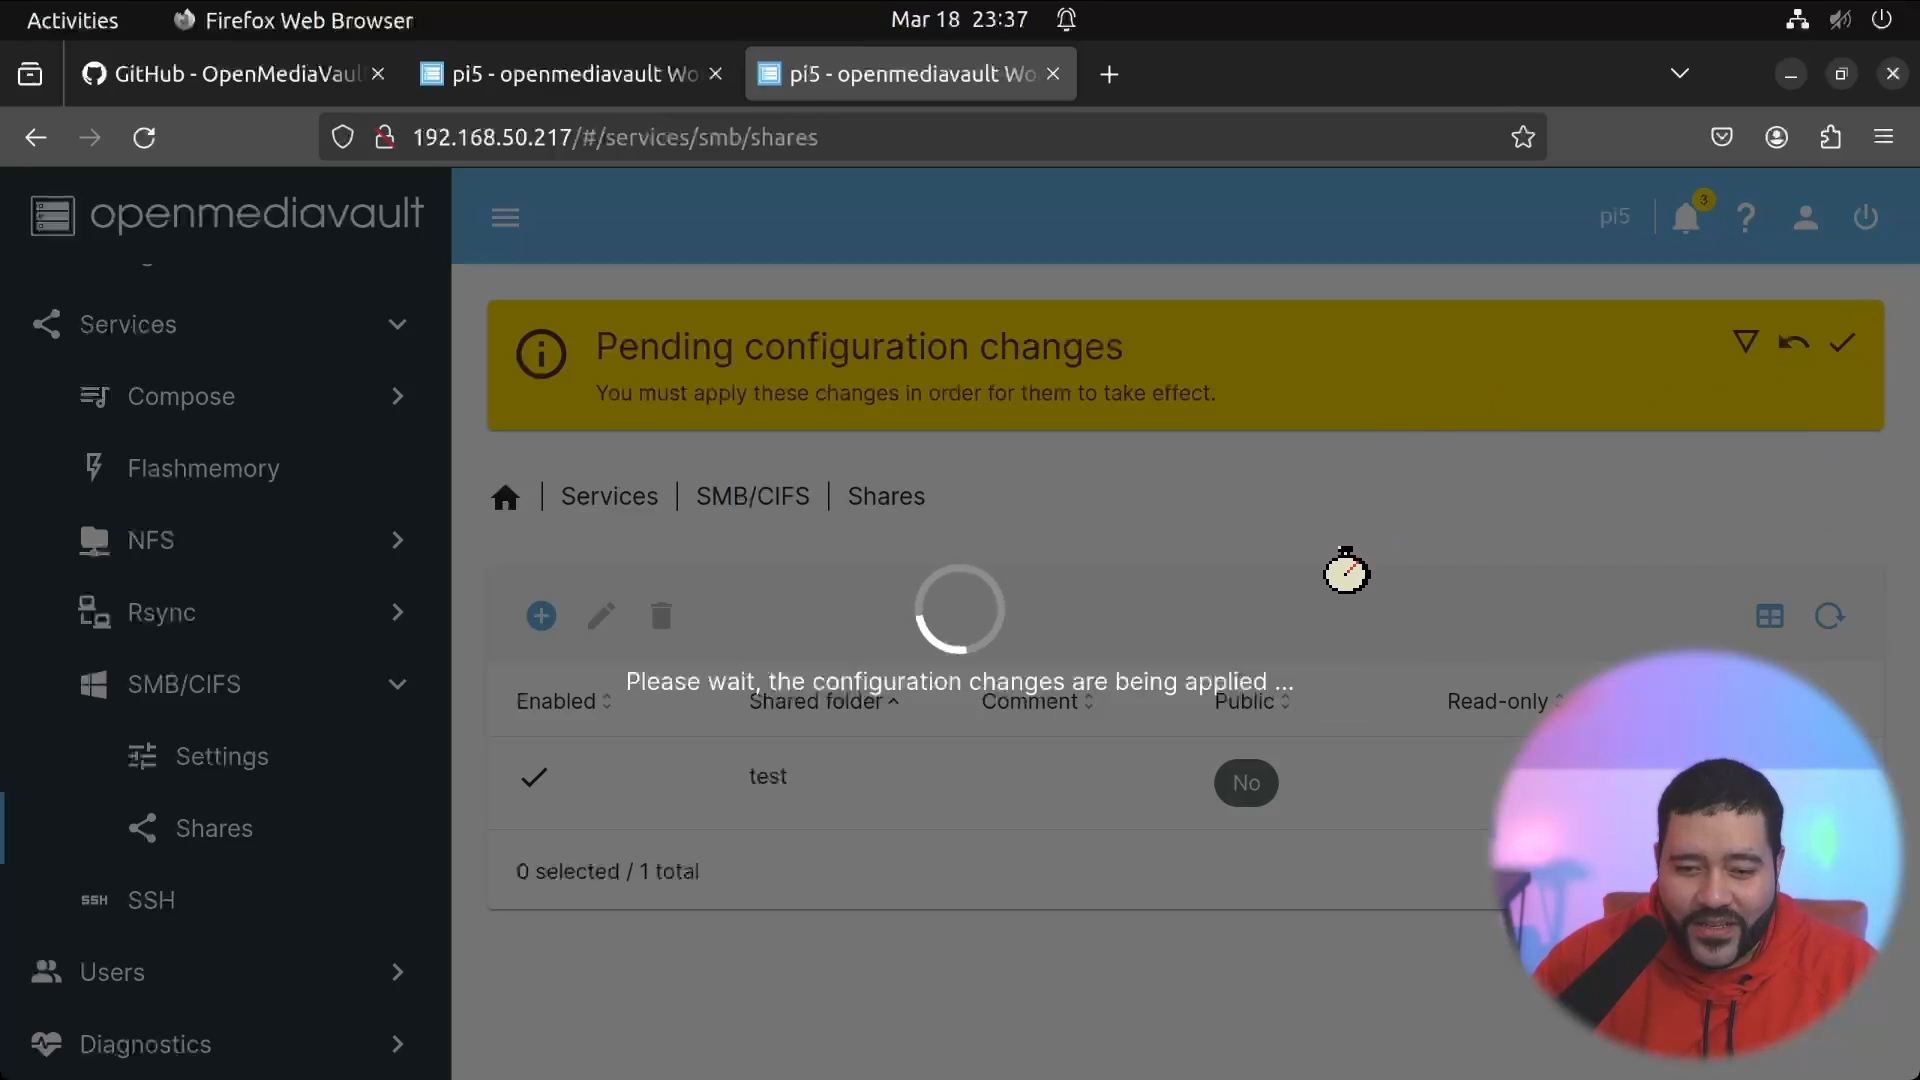 Activities
Firefox Web Browser
Mar 18 23:37
GitHub - OpenMediaVaul
pi5 - openmediavault Wo
pi5 - openmediavault Wo
192.168.50.217/#/services/smb/shares
openmediavault
pi5
3
Services
Compose
Flashmemory
NFS
Rsync
SMB/CIFS
Settings
Shares
SSH
SSH
Users
Diagnostics
Pending configuration changes
You must apply these changes in order for them to take effect.
Services | SMB/CIFS | Shares
Please wait, the configuration changes are being applied ...
Enabled Shared folder Comment Public Read-only
test No
0 selected / 1 total